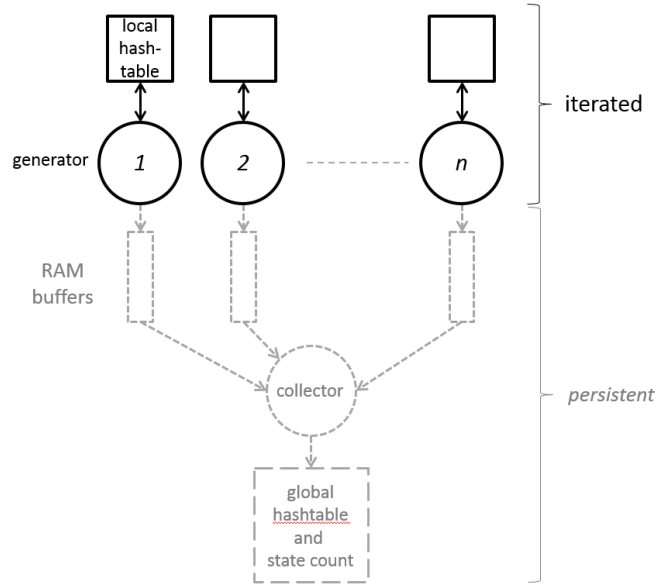 local
hash-
table
iterated
generator
1
2
n
RAM
buffers
collector
persistent
global
hashtable
and
state count